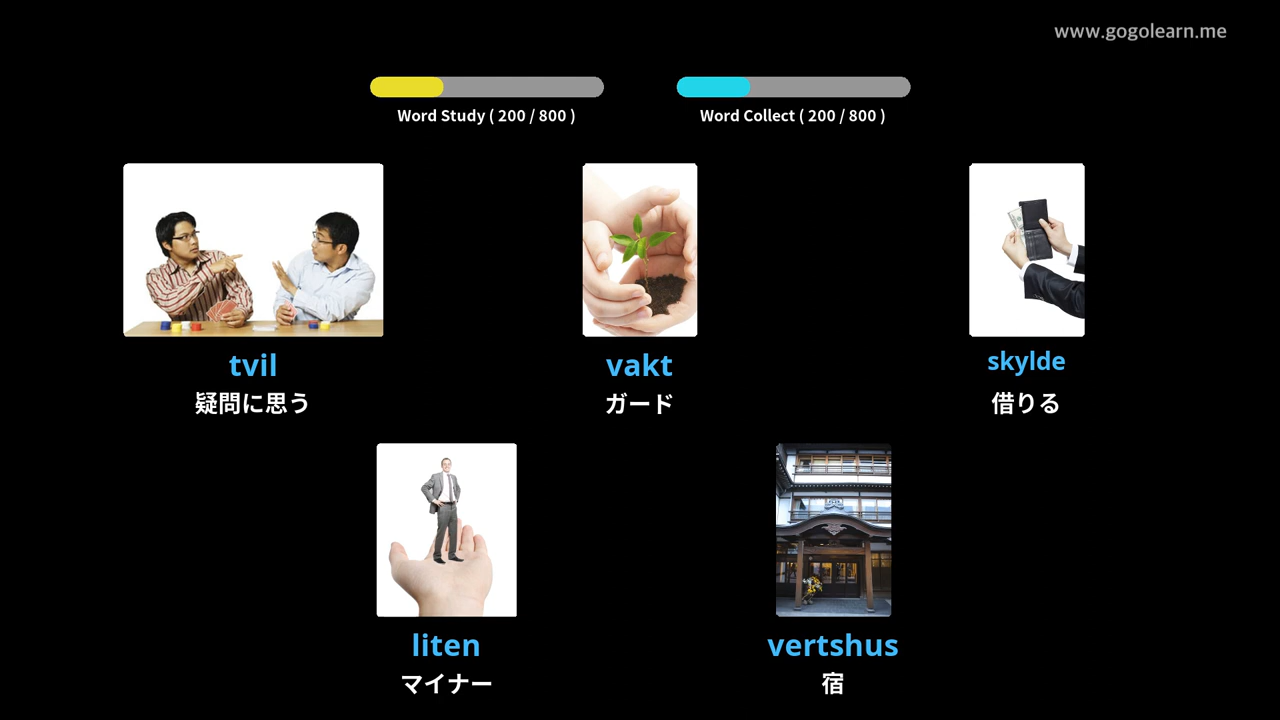 www.gogolearn.me
Word Study ( 200 / 800 )
Word Collect ( 200 / 800 )
tvil
疑問に思う
vakt
ガード
skylde
借りる
liten
マイナー
vertshus
宿